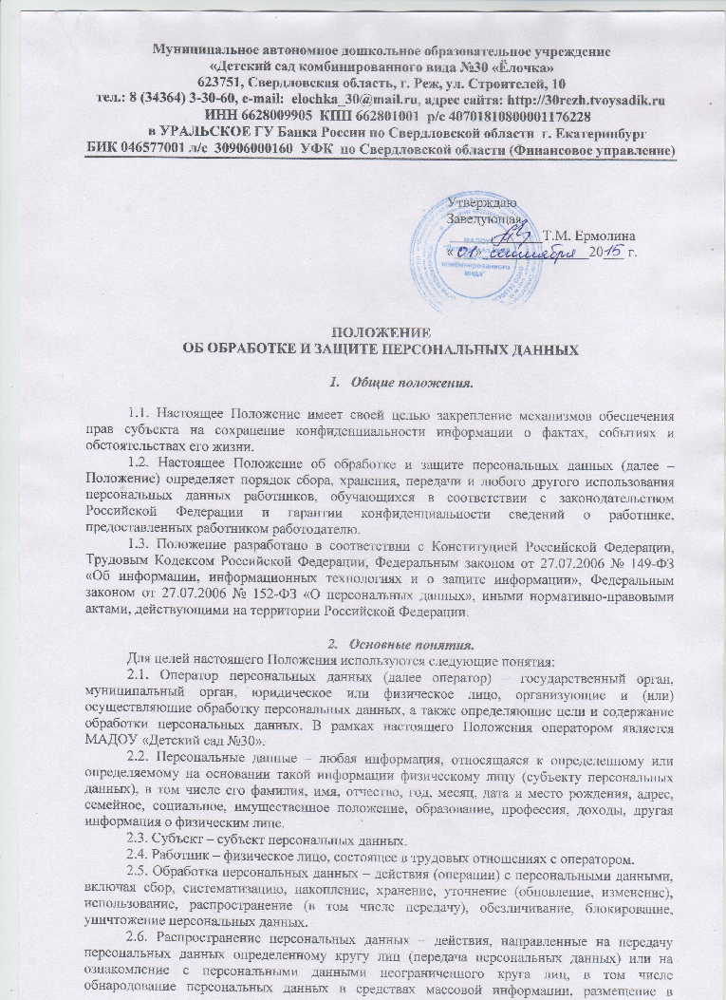 Муниципальное автономное дошкольное образовательное учреждение
«Детский сад комбинированного вида №30 «Ёлочка»
623751, Свердловская область, г. Реж, ул. Строителей, 10
тел.: 8 (34364) 3-30-60, e-mail: elochka_30@mail.ru, адрес сайта: http://30rezh.tvoysadik.ru
ИНН 6628009905 КПП 662801001 р/с 40701810800001176228
в УРАЛЬСКОЕ ГУ Банка России по Свердловской области г. Екатеринбург
БИК 046577001 л/с 30906000160 УФК по Свердловской области (Финансовое управление)
Утверждаю
Заведующая
Т.М. Ермолина
« 01 » сентября 2015 г.
МАДОУ
комбинированного
вида"
ПОЛОЖЕНИЕ
ОБ ОБРАБОТКЕ И ЗАЩИТЕ ПЕРСОНАЛЬНЫХ ДАННЫХ
1. Общие положения.
1.1. Настоящее Положение имеет своей целью закрепление механизмов обеспечения
прав субъекта на сохранение конфиденциальности информации о фактах, событиях и
обстоятельствах его жизни.
1.2. Настоящее Положение об обработке и защите персональных данных (далее –
Положение) определяет порядок сбора, хранения, передачи и любого другого использования
персональных данных работников, обучающихся в соответствии с законодательством
Российской Федерации и гарантии конфиденциальности сведений о работнике,
предоставленных работником работодателю.
1.3. Положение разработано в соответствии с Конституцией Российской Федерации,
Трудовым Кодексом Российской Федерации, Федеральным законом от 27.07.2006 № 149-ФЗ
«Об информации, информационных технологиях и о защите информации», Федеральным
законом от 27.07.2006 № 152-ФЗ «О персональных данных», иными нормативно-правовыми
актами, действующими на территории Российской Федерации.
2. Основные понятия.
Для целей настоящего Положения используются следующие понятия:
2.1. Оператор персональных данных (далее оператор) – государственный орган,
муниципальный орган, юридическое или физическое лицо, организующие и (или)
осуществляющие обработку персональных данных, а также определяющие цели и содержание
обработки персональных данных. В рамках настоящего Положения оператором является
МАДОУ «Детский сад №30».
2.2. Персональные данные – любая информация, относящаяся к определенному или
определяемому на основании такой информации физическому лицу (субъекту персональных
данных), в том числе его фамилия, имя, отчество, год, месяц, дата и место рождения, адрес,
семейное, социальное, имущественное положение, образование, профессия, доходы, другая
информация о физическим лице.
2.3. Субъект – субъект персональных данных.
2.4. Работник – физическое лицо, состоящее в трудовых отношениях с оператором.
2.5. Обработка персональных данных – действия (операции) с персональными данными,
включая сбор, систематизацию, накопление, хранение, уточнение (обновление, изменение),
использование, распространение (в том числе передачу), обезличивание, блокирование,
уничтожение персональных данных.
2.6. Распространение персональных данных – действия, направленные на передачу
персональных данных определенному кругу лиц (передача персональных данных) или на
ознакомление с персональными данными неограниченного круга лиц, в том числе
обнародование персональных данных в средствах массовой информации, размещение в